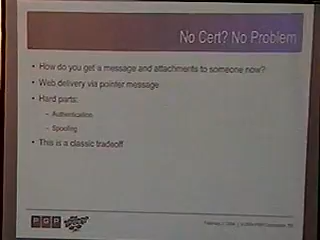 No Cert? No Problem
• How do you get a message and attachments to someone now?
• Web delivery via pointer message
• Hard parts:
– Authentication
– Spoofing
• This is a classic tradeoff
PGP